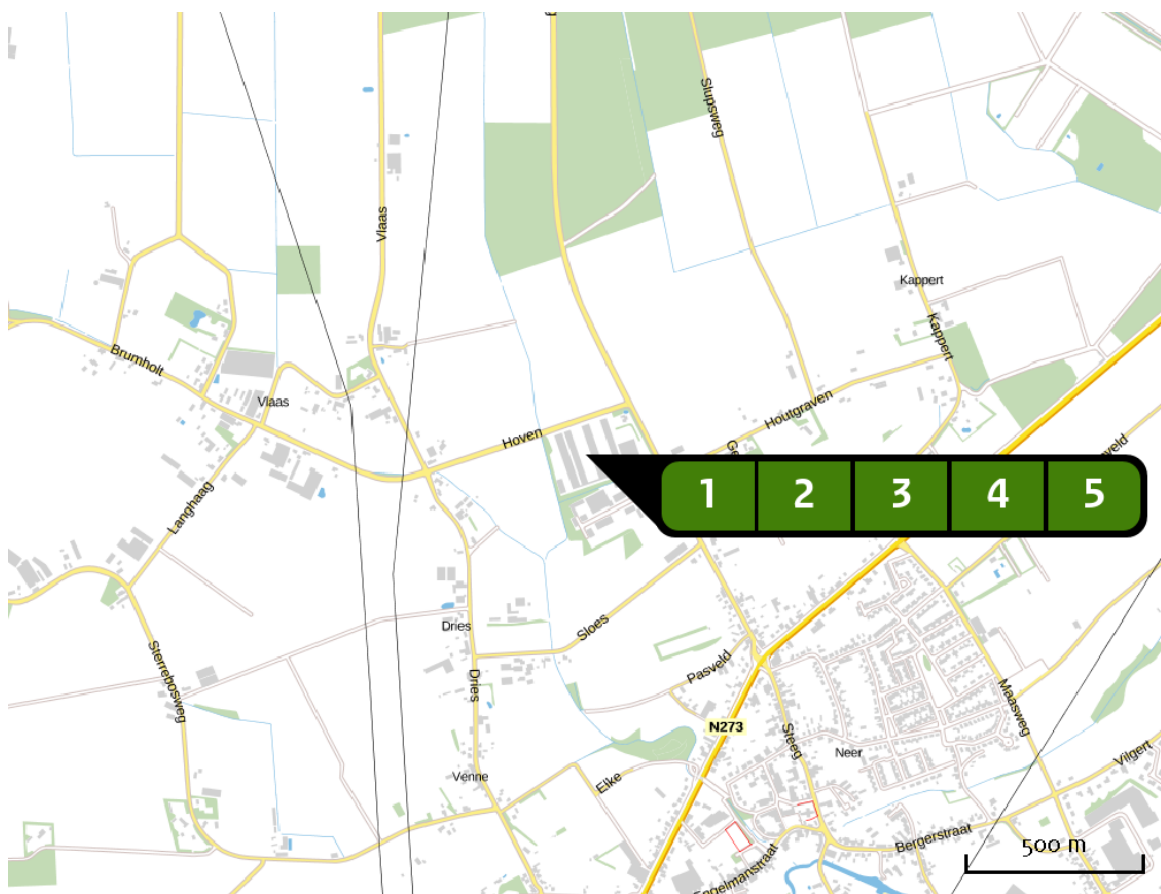 Slupsweg
Vlaas
Kappert
Kappert
Brumholt
Vlaas
Houtgraven
Hoven
1 2 3 4 5
Langhaag
Dries
Sloes
Sterrebosweg
Pasveld
Dries
Maasweg
N273
Steeg
Neer
Vilgert
Venne
Elke
Bergerstraat
500 m